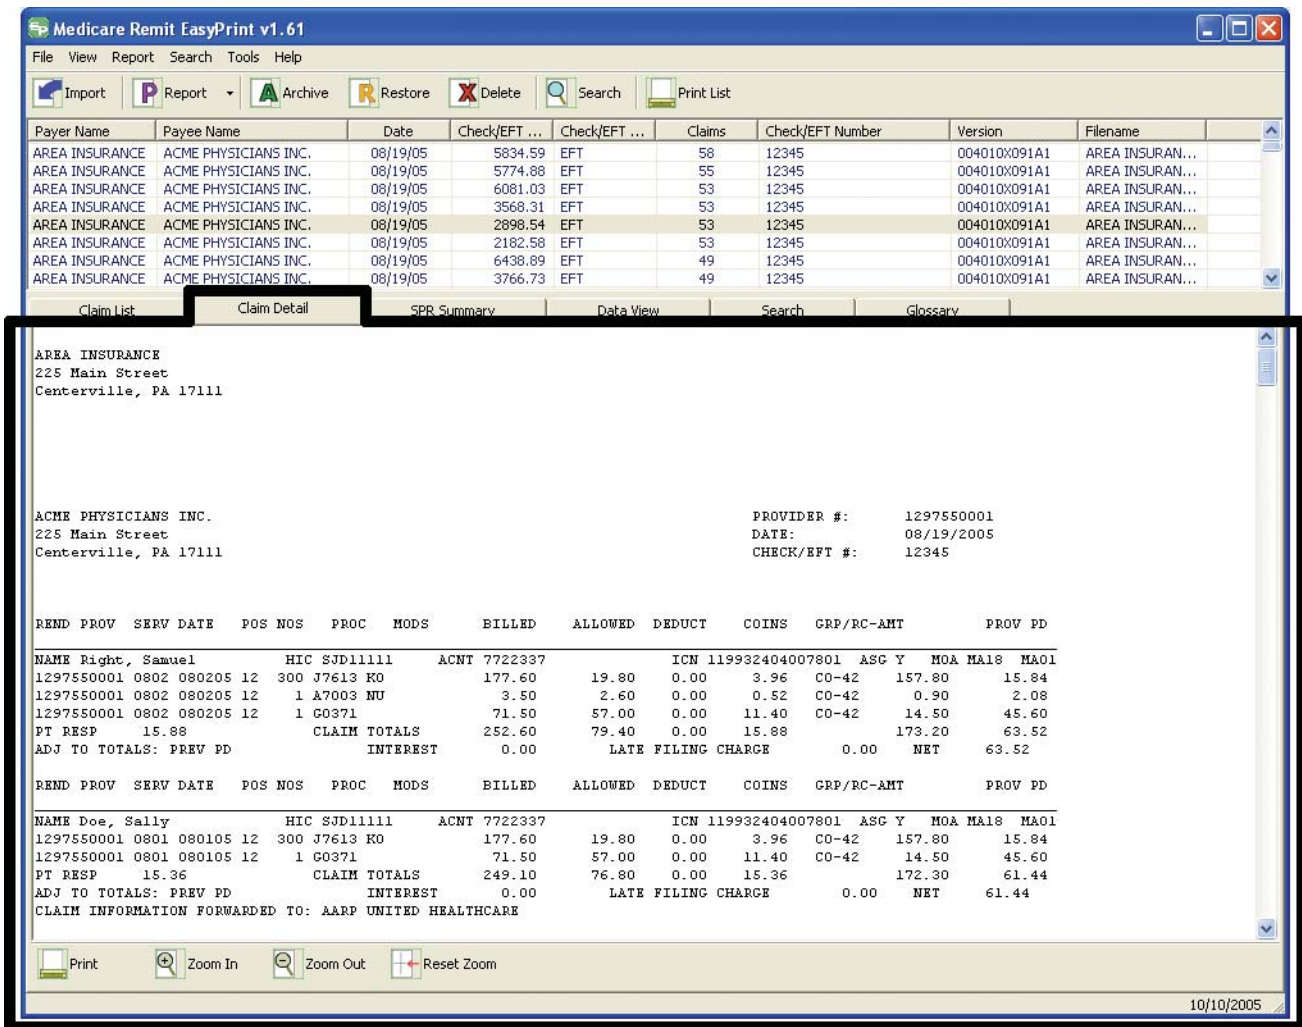 Medicare Remit EasyPrint v1.61
File View Report Search Tools Help
Import P Report A Archive R Restore X Delete Search Print List
Payer Name Payee Name Date Check/EFT ... Check/EFT ... Claims Check/EFT Number Version Filename
AREA INSURANCE ACME PHYSICIANS INC. 08/19/05 5834.59 EFT 58 12345 004010X091A1 AREA INSURAN...
AREA INSURANCE ACME PHYSICIANS INC. 08/19/05 5774.88 EFT 55 12345 004010X091A1 AREA INSURAN...
AREA INSURANCE ACME PHYSICIANS INC. 08/19/05 6081.03 EFT 53 12345 004010X091A1 AREA INSURAN...
AREA INSURANCE ACME PHYSICIANS INC. 08/19/05 3568.31 EFT 53 12345 004010X091A1 AREA INSURAN...
AREA INSURANCE ACME PHYSICIANS INC. 08/19/05 2898.54 EFT 53 12345 004010X091A1 AREA INSURAN...
AREA INSURANCE ACME PHYSICIANS INC. 08/19/05 2182.58 EFT 53 12345 004010X091A1 AREA INSURAN...
AREA INSURANCE ACME PHYSICIANS INC. 08/19/05 6438.89 EFT 49 12345 004010X091A1 AREA INSURAN...
AREA INSURANCE ACME PHYSICIANS INC. 08/19/05 3766.73 EFT 49 12345 004010X091A1 AREA INSURAN...
Claim List Claim Detail SPR Summary Data View Search Glossary
AREA INSURANCE
225 Main Street
Centerville, PA 17111
ACME PHYSICIANS INC. PROVIDER #: 1297550001
225 Main Street DATE: 08/19/2005
Centerville, PA 17111 CHECK/EFT #: 12345
REND PROV SERV DATE POS NOS PROC MODS BILLED ALLOWED DEDUCT COINS GRP/RC-AMT PROV PD
NAME Right, Samuel HIC SJD11111 ACNT 7722337 ICN 119932404007801 ASG Y MOA MA18 MA01
1297550001 0802 080205 12 300 J7613 KO 177.60 19.80 0.00 3.96 CO-42 157.80 15.84
1297550001 0802 080205 12 1 A7003 NU 3.50 2.60 0.00 0.52 CO-42 0.90 2.08
1297550001 0802 080205 12 1 G0371 71.50 57.00 0.00 11.40 CO-42 14.50 45.60
PT RESP 15.88 CLAIM TOTALS 252.60 79.40 0.00 15.88 173.20 63.52
ADJ TO TOTALS: PREV PD INTEREST 0.00 LATE FILING CHARGE 0.00 NET 63.52
REND PROV SERV DATE POS NOS PROC MODS BILLED ALLOWED DEDUCT COINS GRP/RC-AMT PROV PD
NAME Doe, Sally HIC SJD11111 ACNT 7722337 ICN 119932404007801 ASG Y MOA MA18 MA01
1297550001 0801 080105 12 300 J7613 KO 177.60 19.80 0.00 3.96 CO-42 157.80 15.84
1297550001 0801 080105 12 1 G0371 71.50 57.00 0.00 11.40 CO-42 14.50 45.60
PT RESP 15.36 CLAIM TOTALS 249.10 76.80 0.00 15.36 172.30 61.44
ADJ TO TOTALS: PREV PD INTEREST 0.00 LATE FILING CHARGE 0.00 NET 61.44
CLAIM INFORMATION FORWARDED TO: AARP UNITED HEALTHCARE
Print Zoom In Zoom Out Reset Zoom
10/10/2005